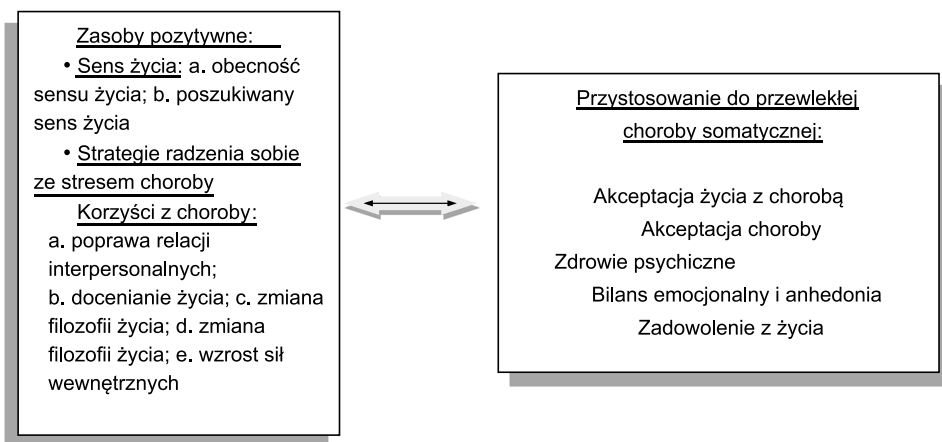 Zasoby pozytywne:
• Sens życia: a. obecność
sensu życia; b. poszukiwany
sens życia
• Strategie radzenia sobie
ze stresem choroby
Korzyści z choroby:
a. poprawa relacji
interpersonalnych;
b. docenianie życia; c. zmiana
filozofii życia; d. zmiana
filozofii życia; e. wzrost sił
wewnętrznych
Przystosowanie do przewlekłej
choroby somatycznej:
Akceptacja życia z chorobą
Akceptacja choroby
Zdrowie psychiczne
Bilans emocjonalny i anhedonia
Zadowolenie z życia